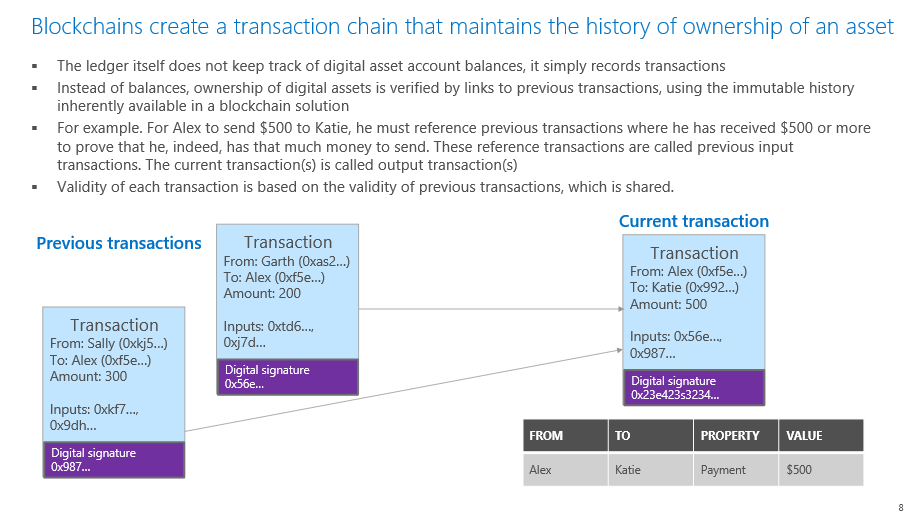 Blockchains create a transaction chain that maintains the history of ownership of an asset
▪ The ledger itself does not keep track of digital asset account balances, it simply records transactions
▪ Instead of balances, ownership of digital assets is verified by links to previous transactions, using the immutable history
inherently available in a blockchain solution
▪ For example. For Alex to send $500 to Katie, he must reference previous transactions where he has received $500 or more
to prove that he, indeed, has that much money to send. These reference transactions are called previous input
transactions. The current transaction(s) is called output transaction(s)
▪ Validity of each transaction is based on the validity of previous transactions, which is shared.
Previous transactions
Transaction
From: Sally (0xkj5...)
To: Alex (0xf5e...)
Amount: 300
Inputs: 0xkf7...,
0x9dh...
Digital signature
0x987...
Transaction
From: Garth (0xas2...)
To: Alex (0xf5e...)
Amount: 200
Inputs: 0xtd6...,
0xj7d...
Digital signature
0x56e...
Current transaction
Transaction
From: Alex (0xf5e...)
To: Katie (0x992...)
Amount: 500
Inputs: 0x56e...,
0x987...
Digital signature
0x23e423s3234...
FROM TO PROPERTY VALUE
Alex Katie Payment $500
8